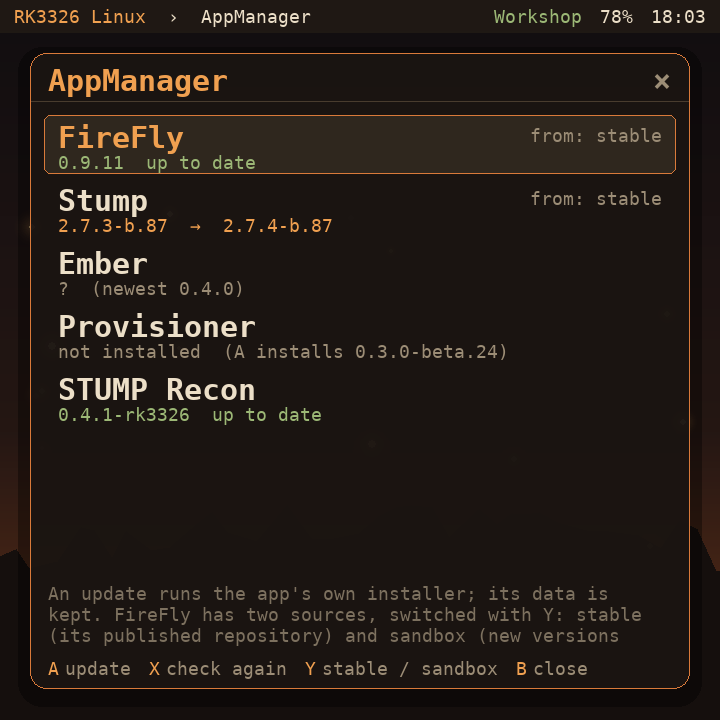 RK3326 Linux › AppManager Workshop 78% 18:03
AppManager ×
FireFly from: stable
0.9.11 up to date
Stump from: stable
2.7.3-b.87 → 2.7.4-b.87
Ember
? (newest 0.4.0)
Provisioner
not installed (A installs 0.3.0-beta.24)
STUMP Recon
0.4.1-rk3326 up to date
An update runs the app's own installer; its data is
kept. FireFly has two sources, switched with Y: stable
(its published repository) and sandbox (new versions
A update X check again Y stable / sandbox B close